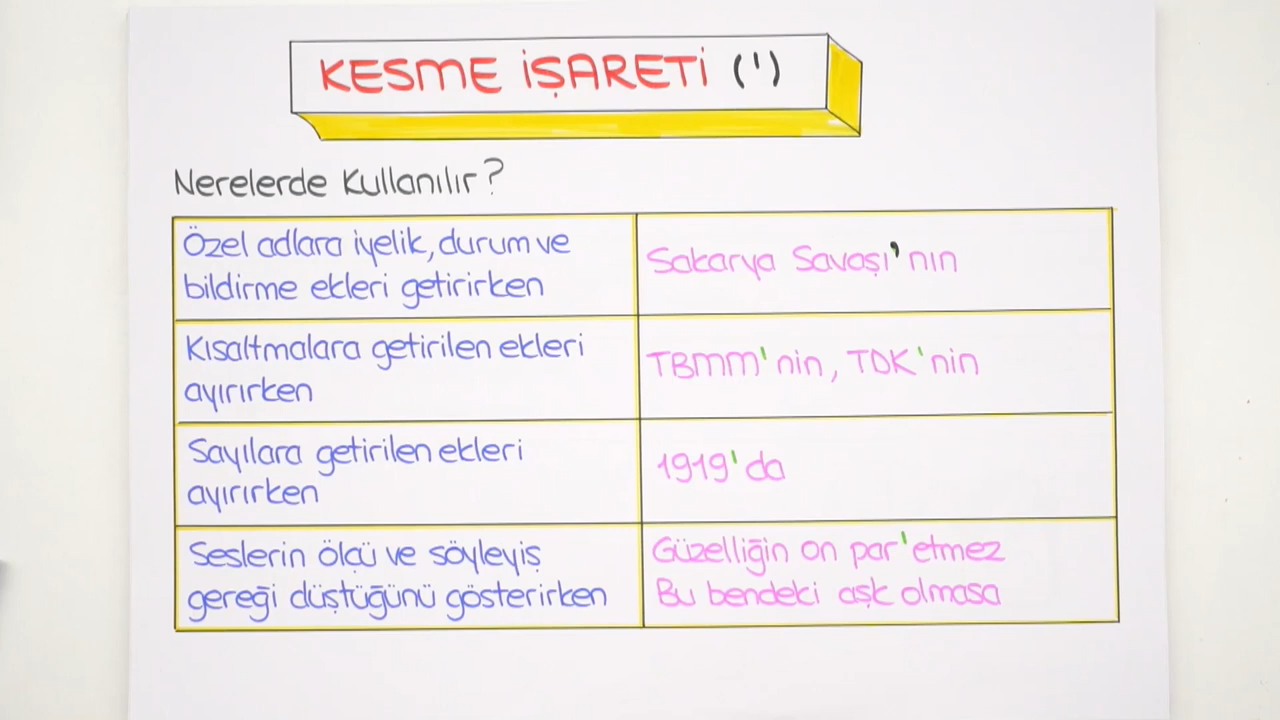 KESME İŞARETİ (')
Nerelerde Kullanılır?
Özel adlara iyelik, durum ve
bildirme ekleri getirirken
Sakarya Savaşı'nın
Kısaltmalara getirilen ekleri
ayırırken
TBMM'nin, TDK'nin
Sayılara getirilen ekleri
ayırırken
1919'da
Seslerin ölçü ve söyleyiş
gereği düştüğünü gösterirken
Güzelliğin on par'etmez
Bu bendeki aşk olmasa